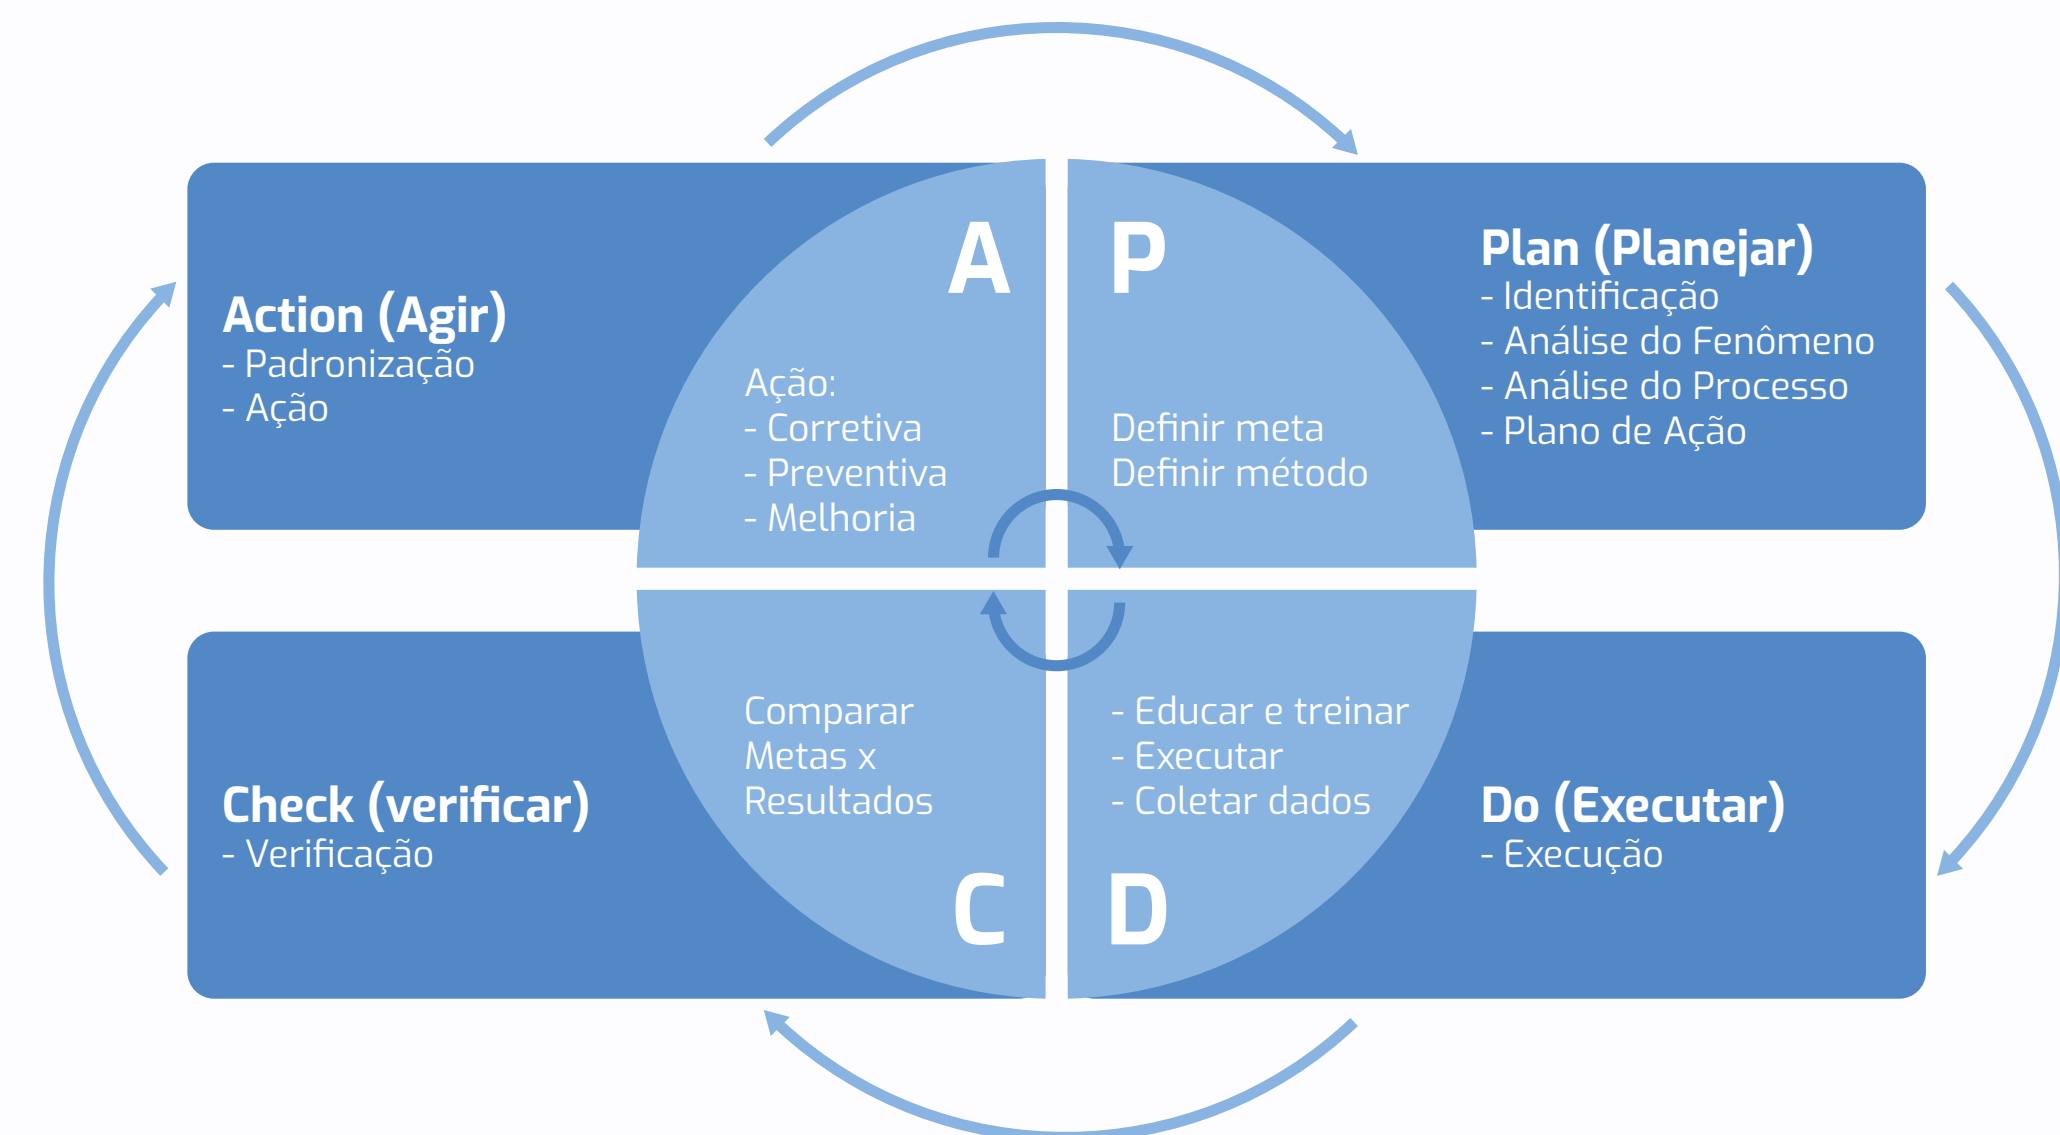 Action (Agir)
- Padronização
- Ação
A
Ação:
- Corretiva
- Preventiva
- Melhoria
P
Definir meta
Definir método
Plan (Planejar)
- Identificação
- Análise do Fenômeno
- Análise do Processo
- Plano de Ação
Check (verificar)
- Verificação
Comparar
Metas x
Resultados
C
- Educar e treinar
- Executar
- Coletar dados
D
Do (Executar)
- Execução